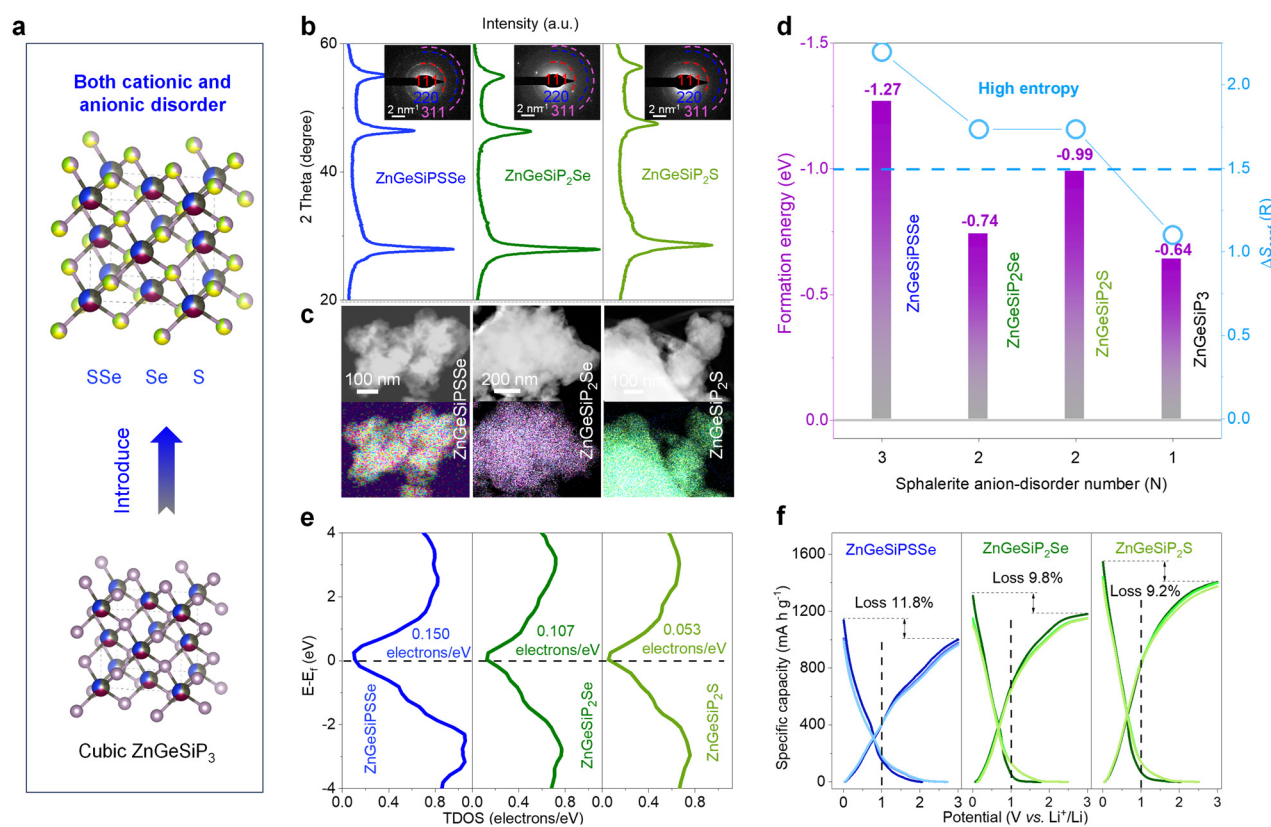 a
Both cationic and
anionic disorder
SSe Se S
Introduce
Cubic ZnGeSiP₃
b
Intensity (a.u.)
2 Theta (degree)
60
40
20
111
220
311
2 nm⁻¹
ZnGeSiPSSe
111
220
311
2 nm⁻¹
ZnGeSiP₂Se
111
220
311
2 nm⁻¹
ZnGeSiP₂S
c
100 nm
ZnGeSiPSSe
200 nm
ZnGeSiP₂Se
100 nm
ZnGeSiP₂S
d
Formation energy (eV)
-1.5
-1.0
-0.5
0.0
High entropy
-1.27
-0.74
-0.99
-0.64
ZnGeSiPSSe
ZnGeSiP₂Se
ZnGeSiP₂S
ZnGeSiP₃
2.0
1.5
1.0
0.5
0.0
3 2 2 1
Sphalerite anion-disorder number (N)
e
E-E_f (eV)
4
2
0
-2
-4
0.150
electrons/eV
ZnGeSiPSSe
0.107
electrons/eV
ZnGeSiP₂Se
0.053
electrons/eV
ZnGeSiP₂S
0.0 0.4 0.8 0.0 0.4 0.8 0.0 0.4 0.8
TDOS (electrons/eV)
f
Specific capacity (mA h g⁻¹)
1600
1200
800
400
0
ZnGeSiPSSe
Loss 11.8%
ZnGeSiP₂Se
Loss 9.8%
ZnGeSiP₂S
Loss 9.2%
0 1 2 3 0 1 2 3 0 1 2 3
Potential (V vs. Li⁺/Li)